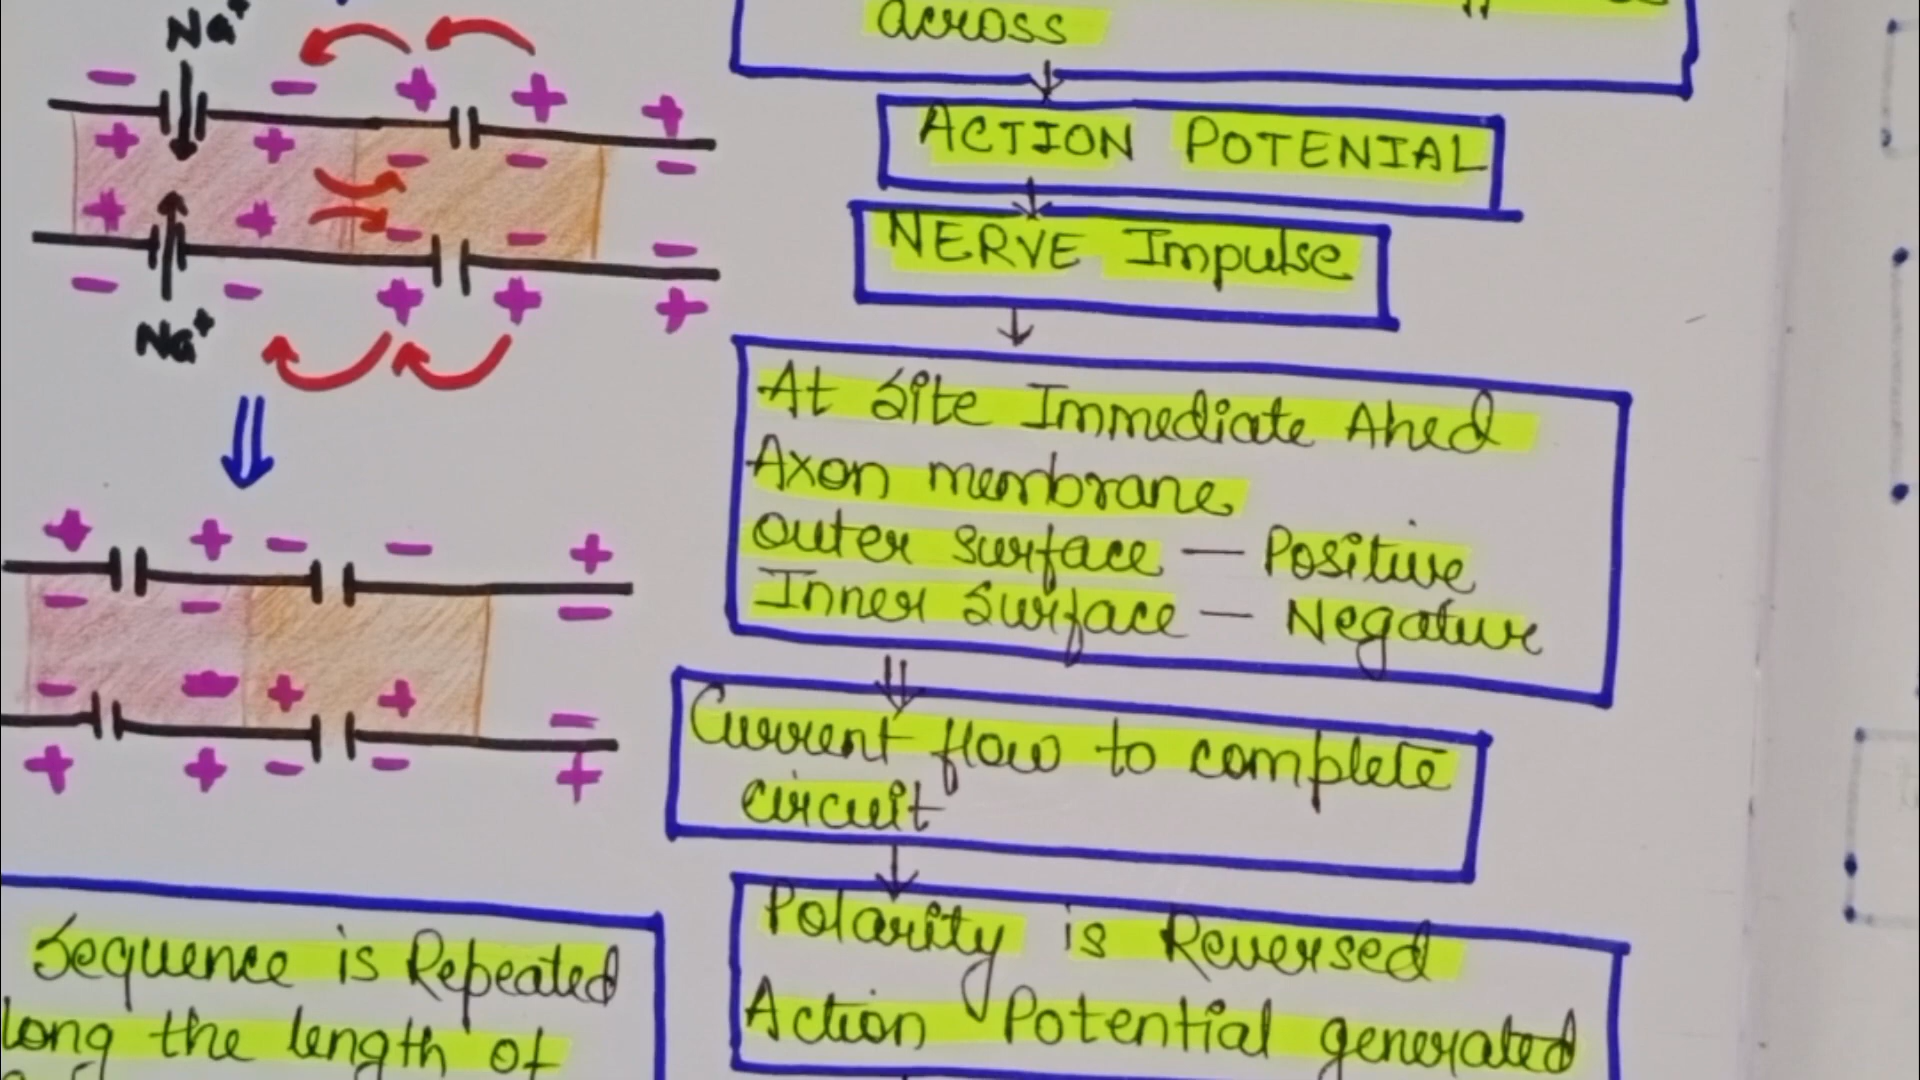 across
ACTION POTENIAL
NERVE Impulse
At Site Immediate Ahed
Axon membrane
Outer surface — Positive
Inner Surface — Negative
Current flow to complete
circuit
Polarity is Reversed
Action Potential generated
Na+
Na+
Sequence is Repeated
long the length of